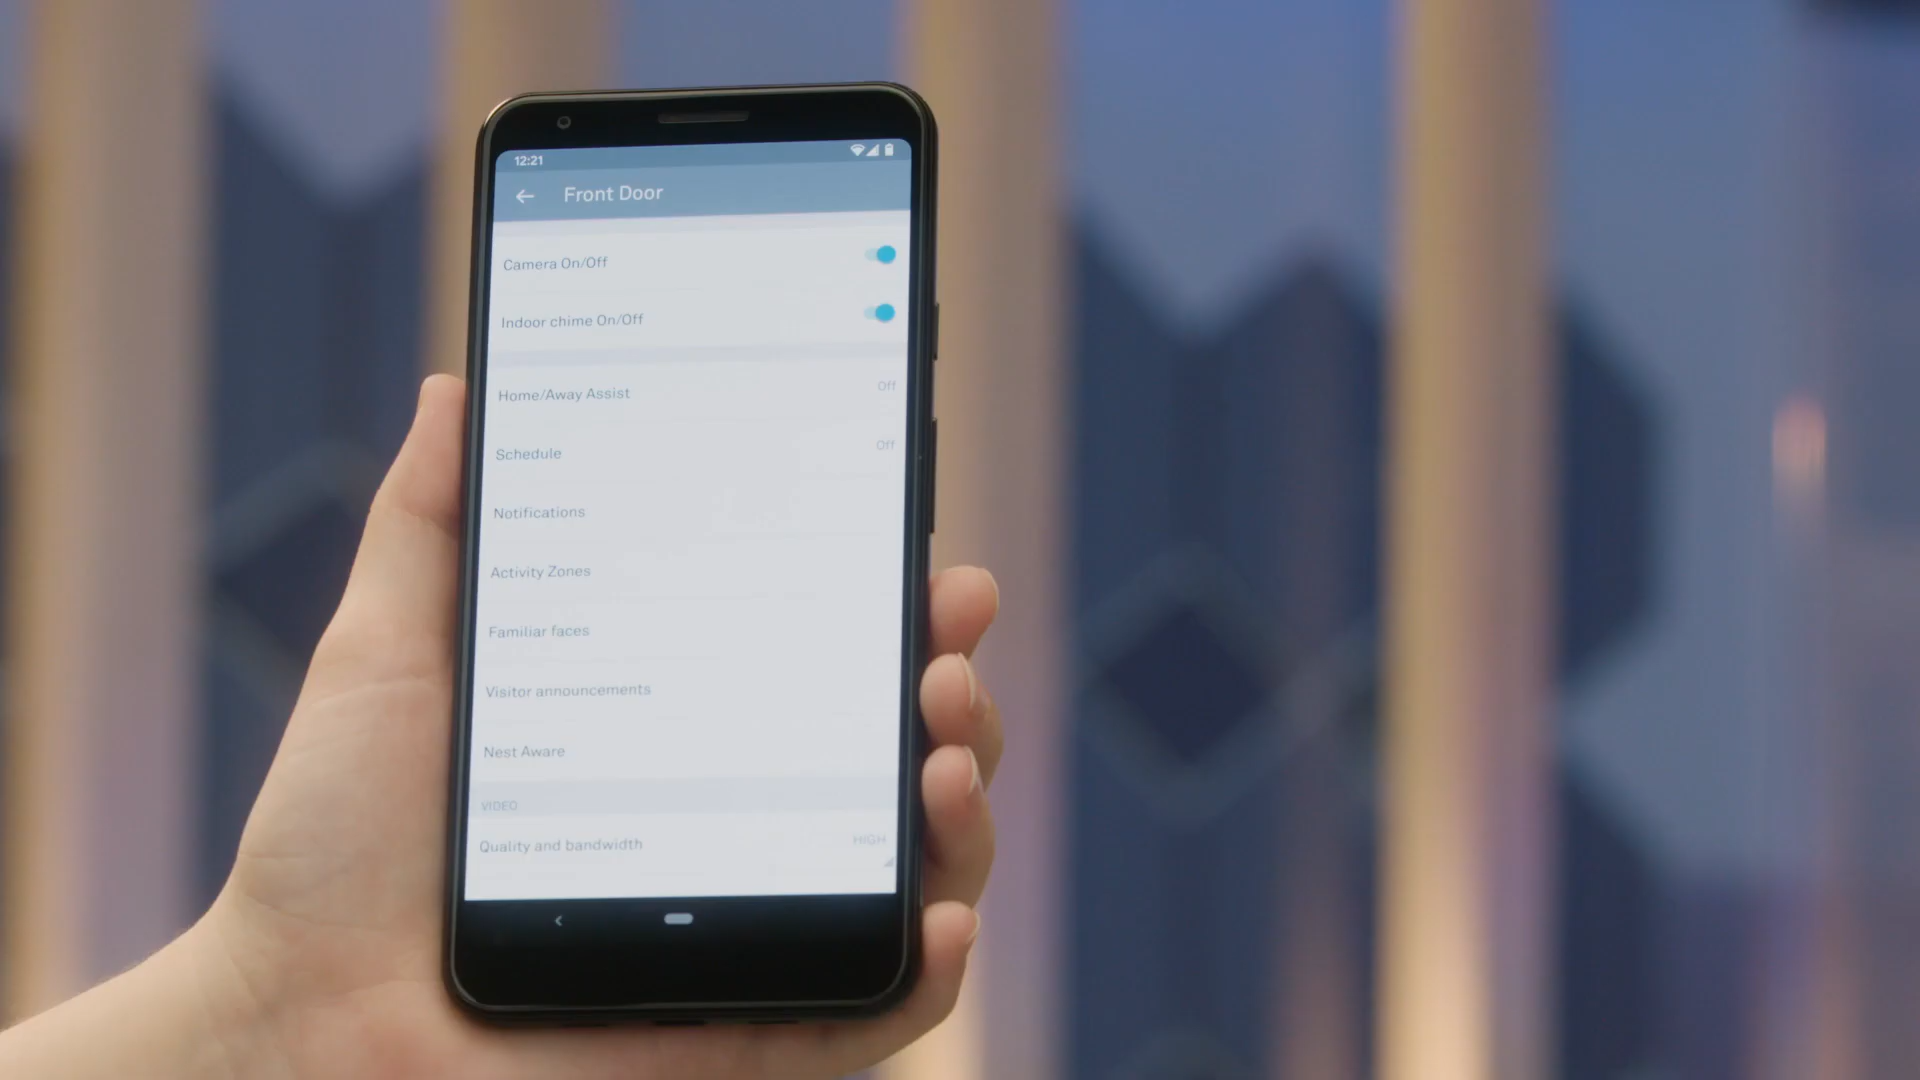 12:21
Front Door
Camera On/Off
Indoor chime On/Off
Home/Away Assist Off
Schedule Off
Notifications
Activity Zones
Familiar faces
Visitor announcements
Nest Aware
VIDEO
Quality and bandwidth HIGH